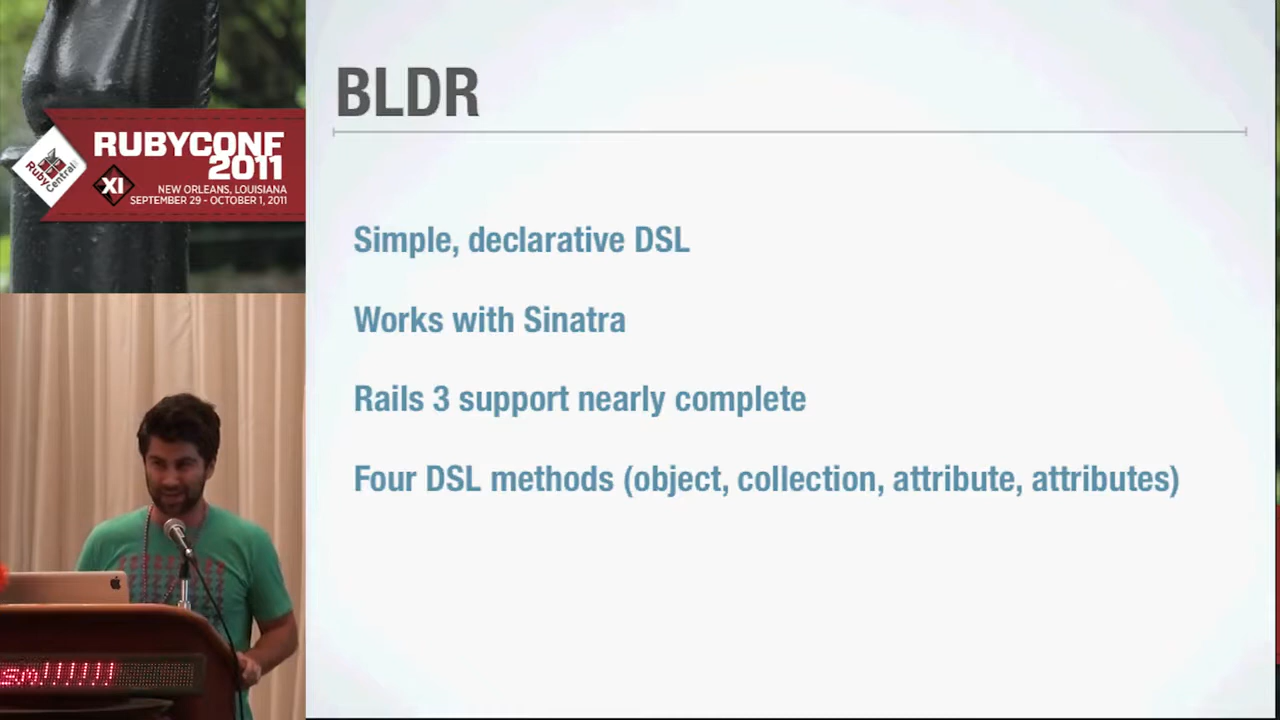 RUBYCONF
2011
RubyCentral
XI
NEW ORLEANS, LOUISIANA
SEPTEMBER 29 - OCTOBER 1, 2011
BLDR
Simple, declarative DSL
Works with Sinatra
Rails 3 support nearly complete
Four DSL methods (object, collection, attribute, attributes)